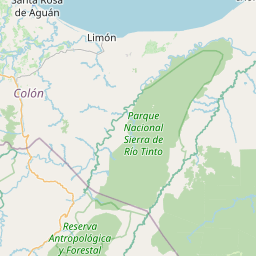 Santa Rosa
de Aguán
Limón
Colón
Parque
Nacional
Sierra de
Río Tinto
Reserva
Antropológica
y Forestal